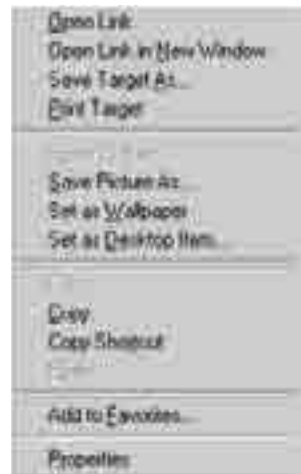 Open Link
Open Link in New Window
Save Target As...
Print Target
Save Picture As...
Set as Wallpaper
Set as Desktop Item...
Copy
Copy Shortcut
Add to Favorites...
Properties